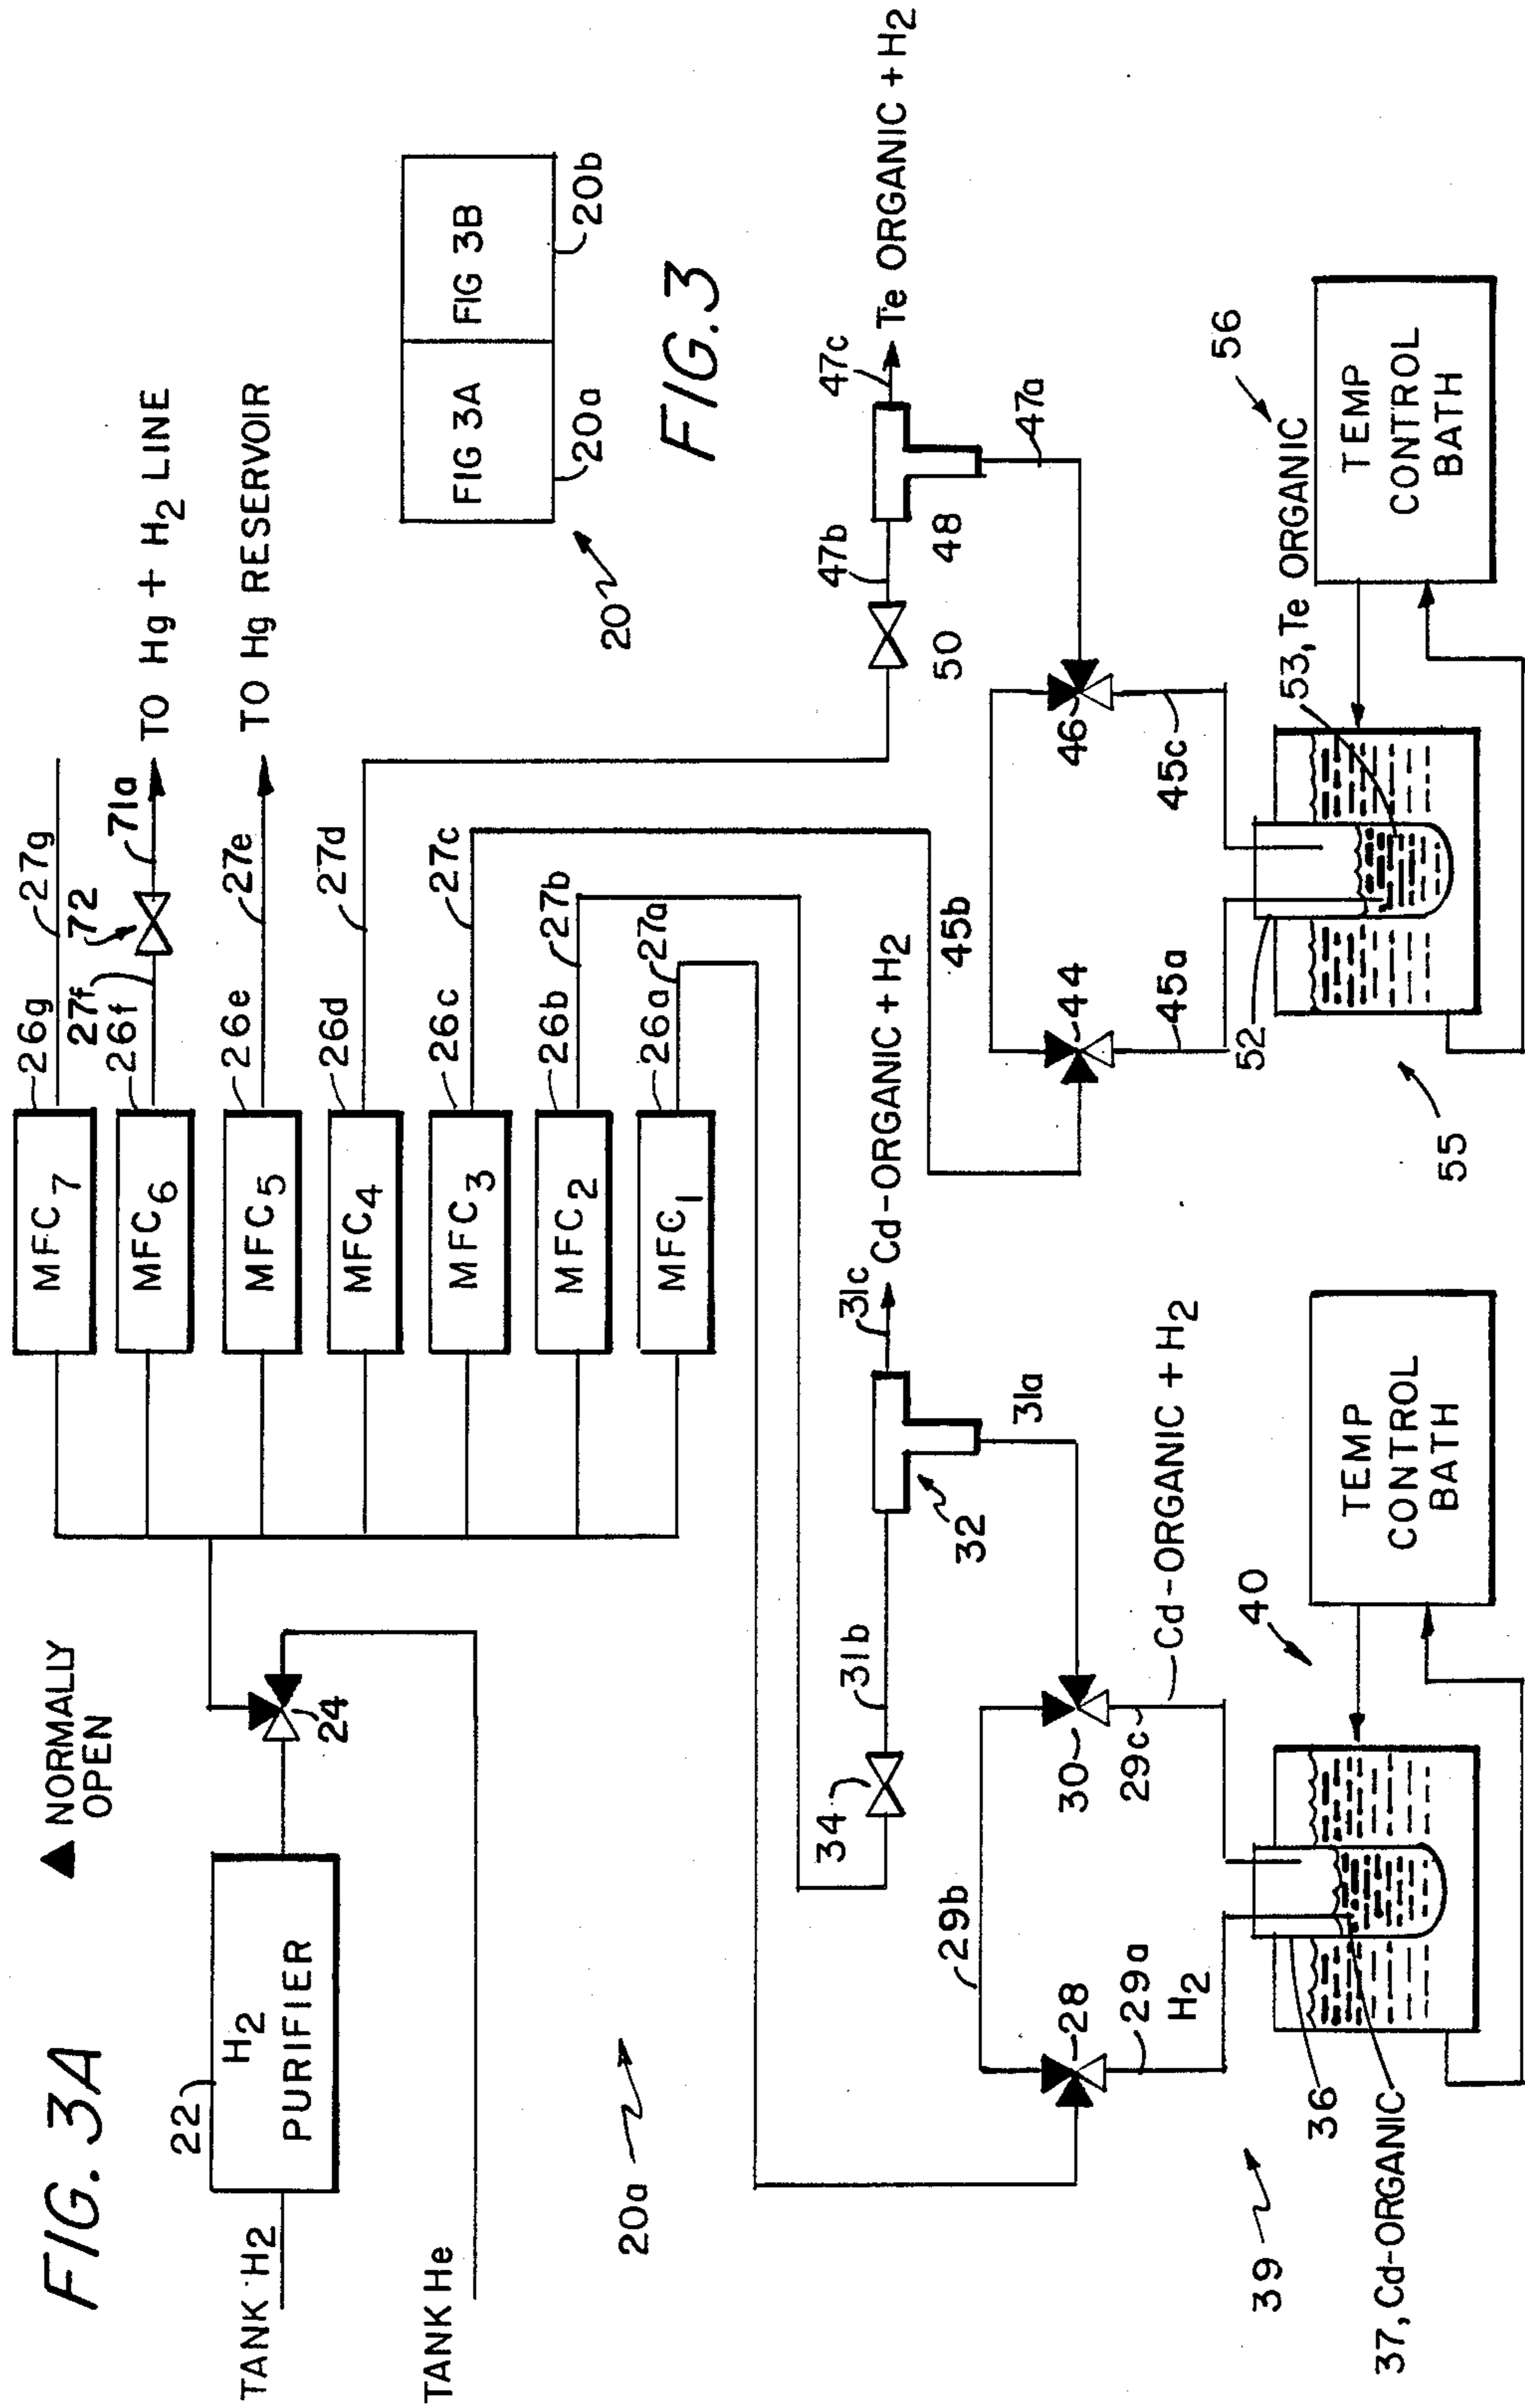 FIG. 3A
▲ NORMALLY
OPEN
TANK H2
22
H2
PURIFIER
24
TANK He
20a
MFC7
26g
27g
MFC6
26f
27f
72
71a
TO Hg + H2 LINE
MFC5
26e
27e
TO Hg RESERVOIR
MFC4
26d
27d
MFC3
26c
27c
MFC2
26b
27b
MFC1
26a
27a
FIG 3A
FIG 3B
20a
20b
20
FIG. 3
34
31b
32
31c
Cd-ORGANIC + H2
31a
50
47b
48
47c
Te ORGANIC + H2
47a
29b
28
30
29a
H2
29c
Cd-ORGANIC + H2
45b
44
46
45a
45c
39
36
37, Cd-ORGANIC
40
TEMP
CONTROL
BATH
55
52
53, Te ORGANIC
56
TEMP
CONTROL
BATH